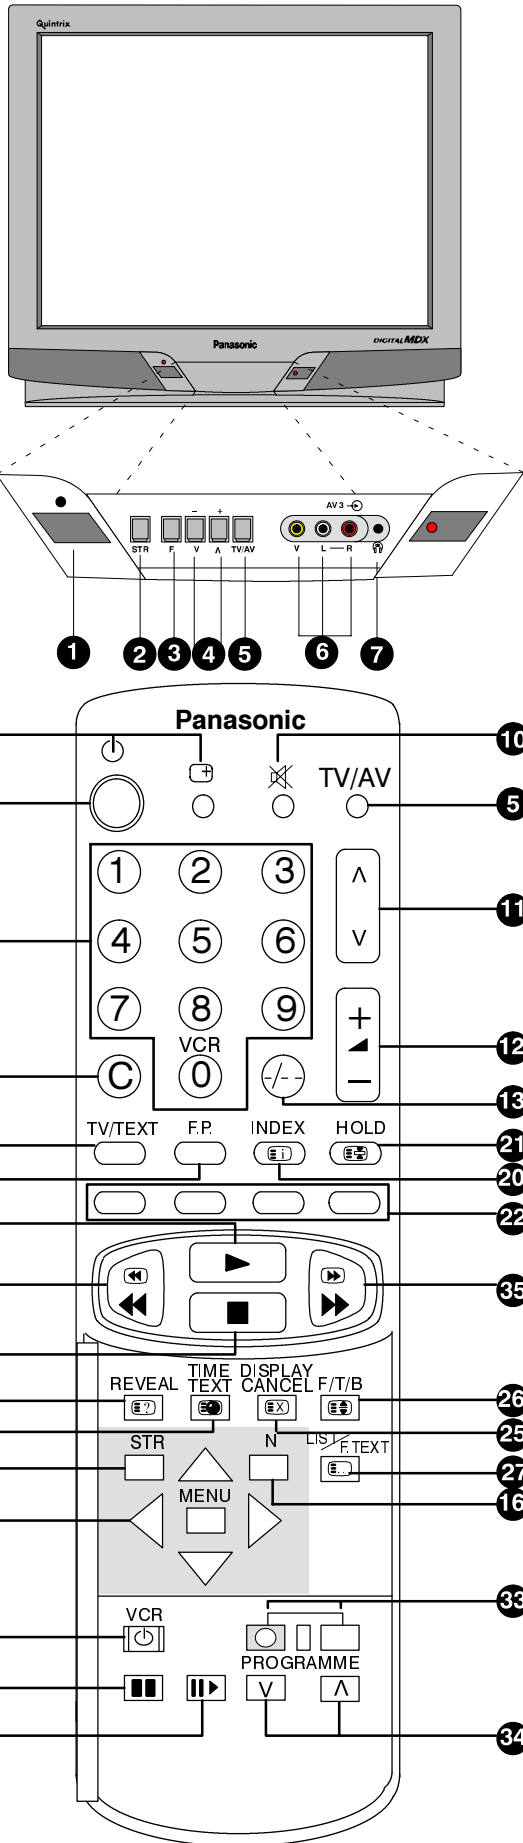 Quintrix
Panasonic
DIGITAL MDX
AV 3
− +
STR F V ∧ TV/AV V L R
1 2 3 4 5 6 7
Panasonic
10
TV/AV
5
1 2 3
∧
11
4 5 6
∨
7 8 9
+
VCR
12
C 0 -/--
−
13
TV/TEXT F.P. INDEX HOLD
i
21
20
22
35
TIME DISPLAY
REVEAL TEXT CANCEL F/T/B
? X
26
25
STR N LIST/F.TEXT
27
MENU
16
VCR
33
PROGRAMME
∨ ∧
34